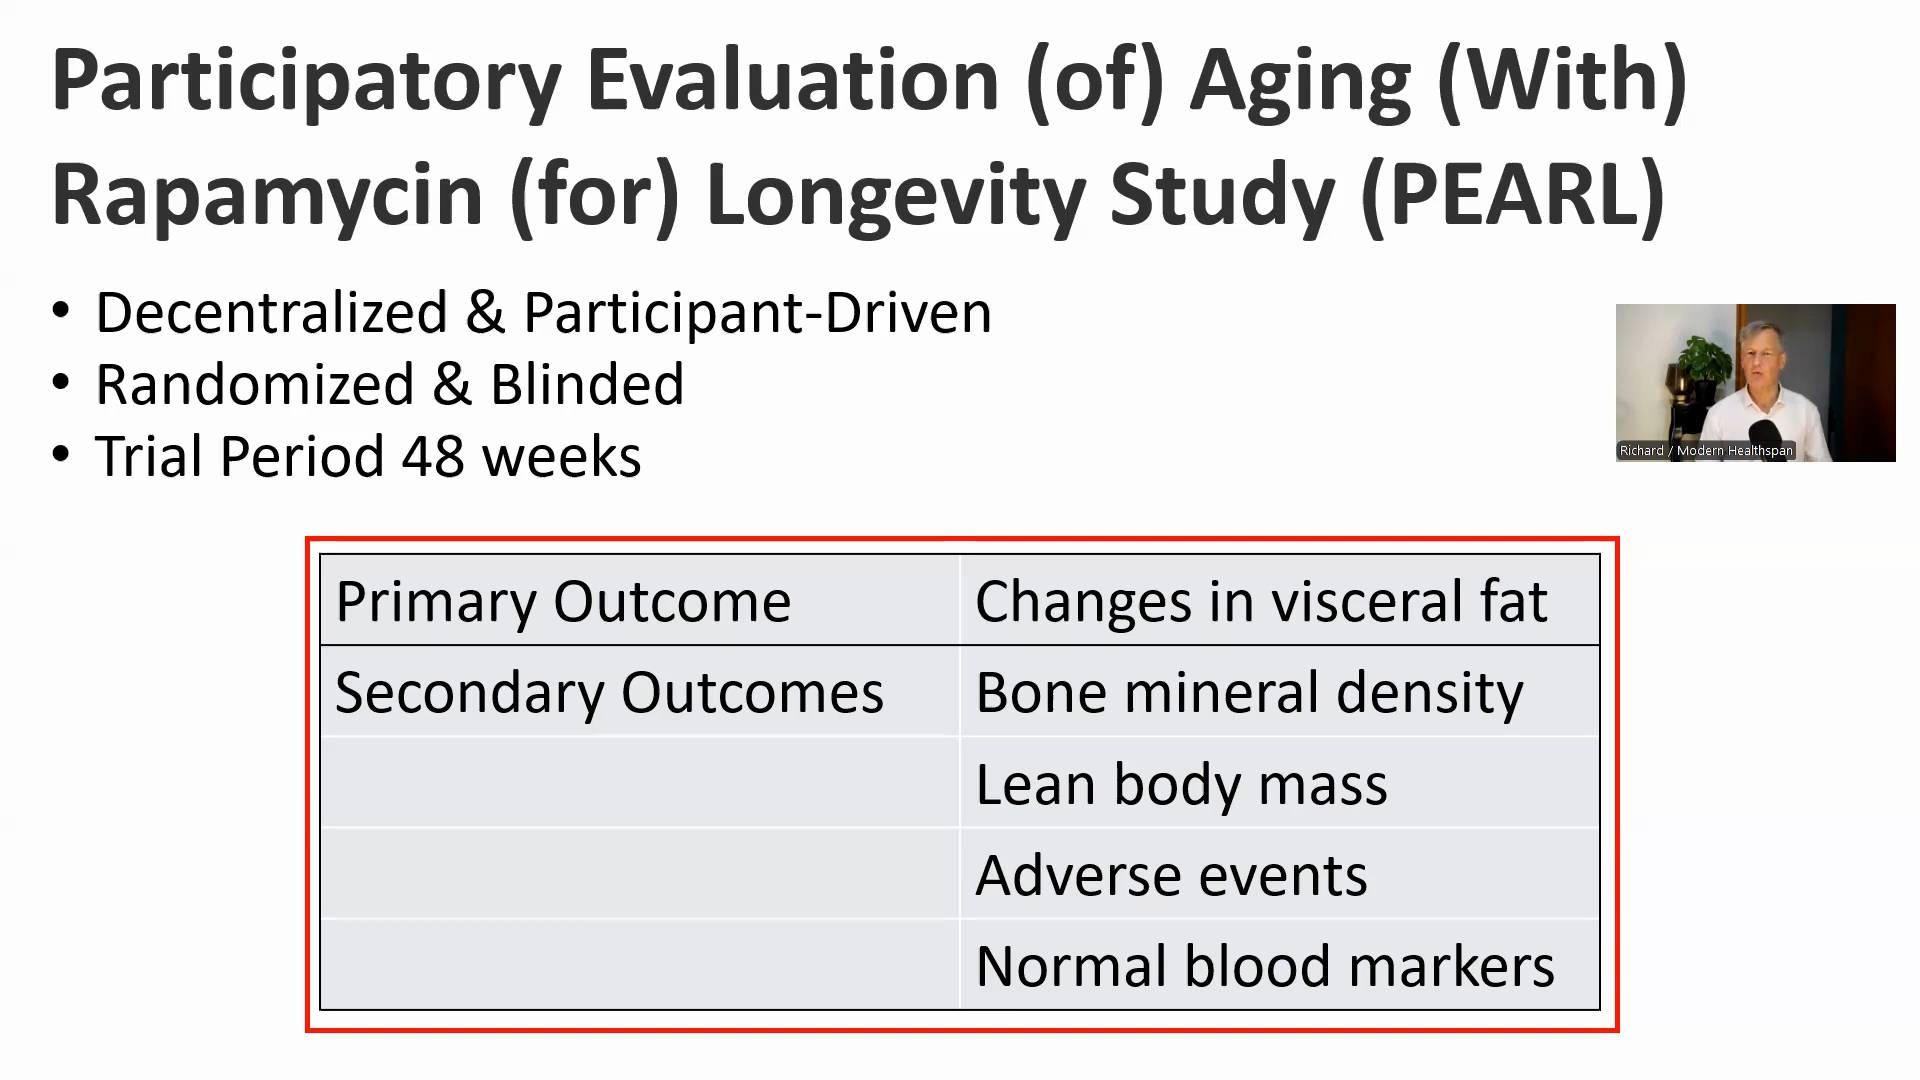 Participatory Evaluation (of) Aging (With)
Rapamycin (for) Longevity Study (PEARL)
• Decentralized & Participant-Driven
• Randomized & Blinded
• Trial Period 48 weeks
Richard / Modern Healthspan
Primary Outcome Changes in visceral fat
Secondary Outcomes Bone mineral density
Lean body mass
Adverse events
Normal blood markers